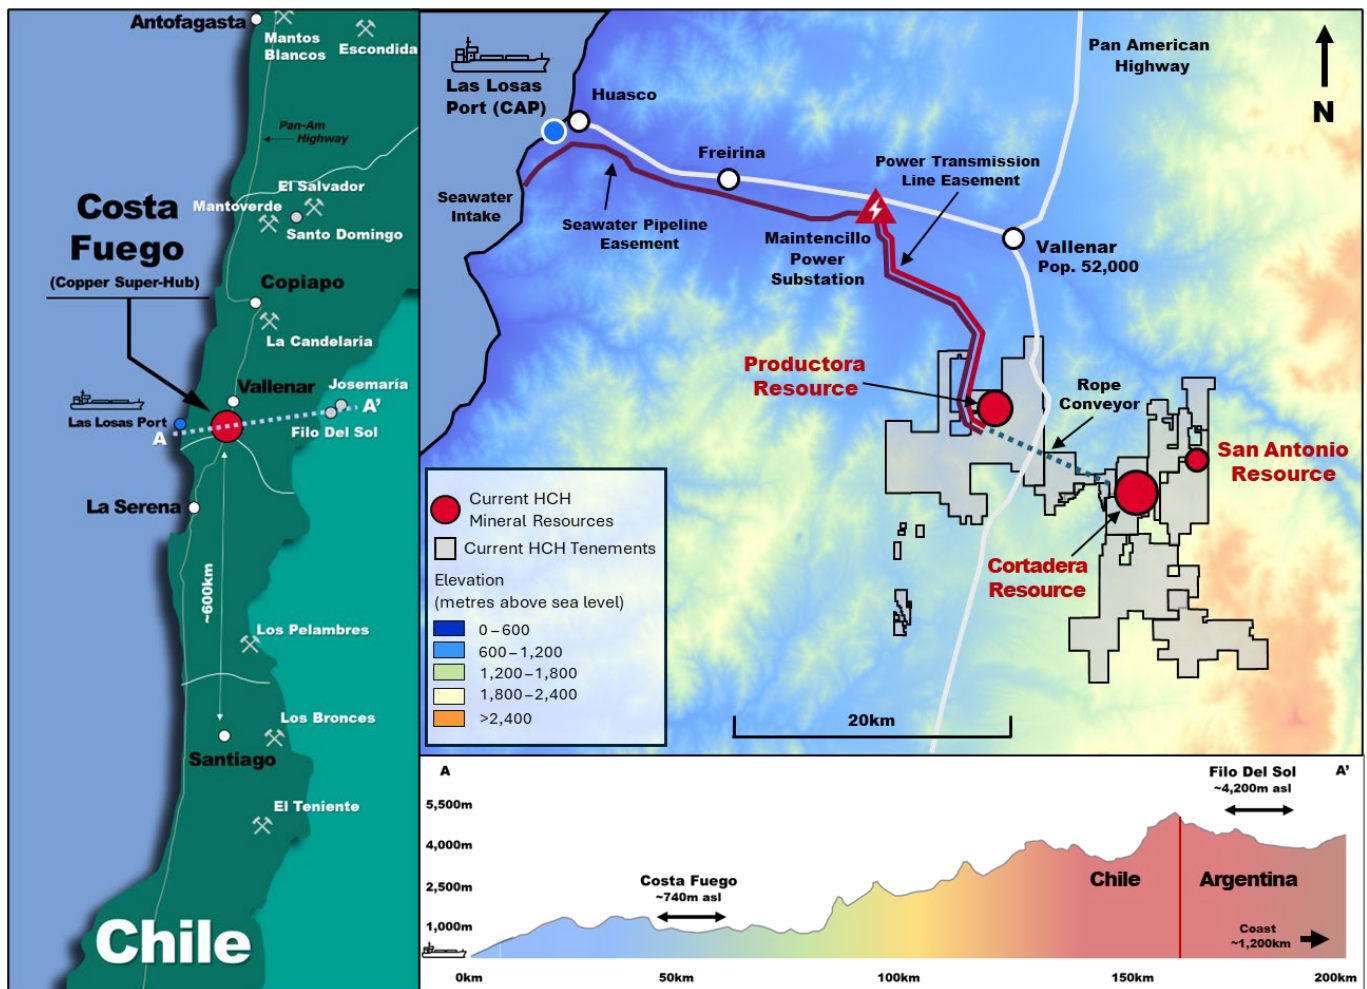 Antofagasta
Mantos
Blancos
Escondida
Pan-Am
Highway
El Salvador
Mantoverde
Santo Domingo
Costa
Fuego
(Copper Super-Hub)
Copiapo
La Candelaria
Vallenar
Josemaría
Las Losas Port
A
A'
Filo Del Sol
La Serena
~600km
Los Pelambres
Los Bronces
Santiago
El Teniente
Chile
Las Losas
Port (CAP)
Huasco
Pan American
Highway
N
Freirina
Power Transmission
Line Easement
Seawater
Intake
Seawater Pipeline
Easement
Maintencillo
Power
Substation
Vallenar
Pop. 52,000
Productora
Resource
Rope
Conveyor
San Antonio
Resource
Cortadera
Resource
Current HCH
Mineral Resources
Current HCH Tenements
Elevation
(metres above sea level)
0–600
600–1,200
1,200–1,800
1,800–2,400
>2,400
20km
A
Filo Del Sol
~4,200m asl
A'
5,500m
4,000m
2,500m
1,000m
Costa Fuego
~740m asl
Chile
Argentina
Coast
~1,200km
0km
50km
100km
150km
200km